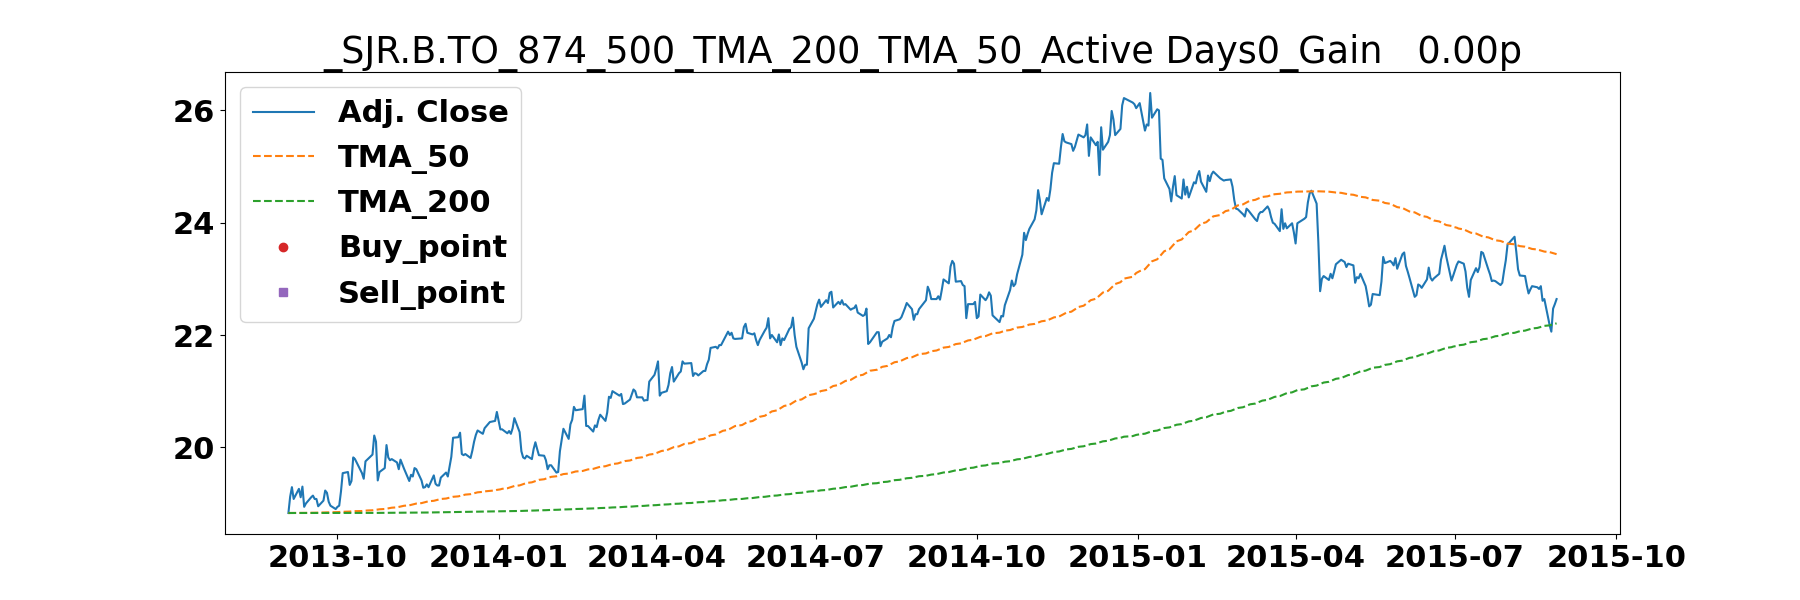 _SJR.B.TO_874_500_TMA_200_TMA_50_Active Days0_Gain   0.00p
26
24
22
20
Adj. Close
TMA_50
TMA_200
Buy_point
Sell_point
2013-10 2014-01 2014-04 2014-07 2014-10 2015-01 2015-04 2015-07 2015-10